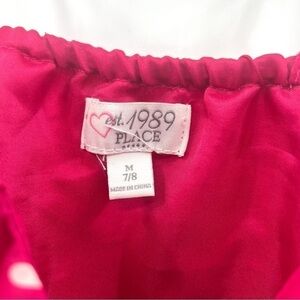 est. 1989
PLACE
M
7/8
MADE IN CHINA